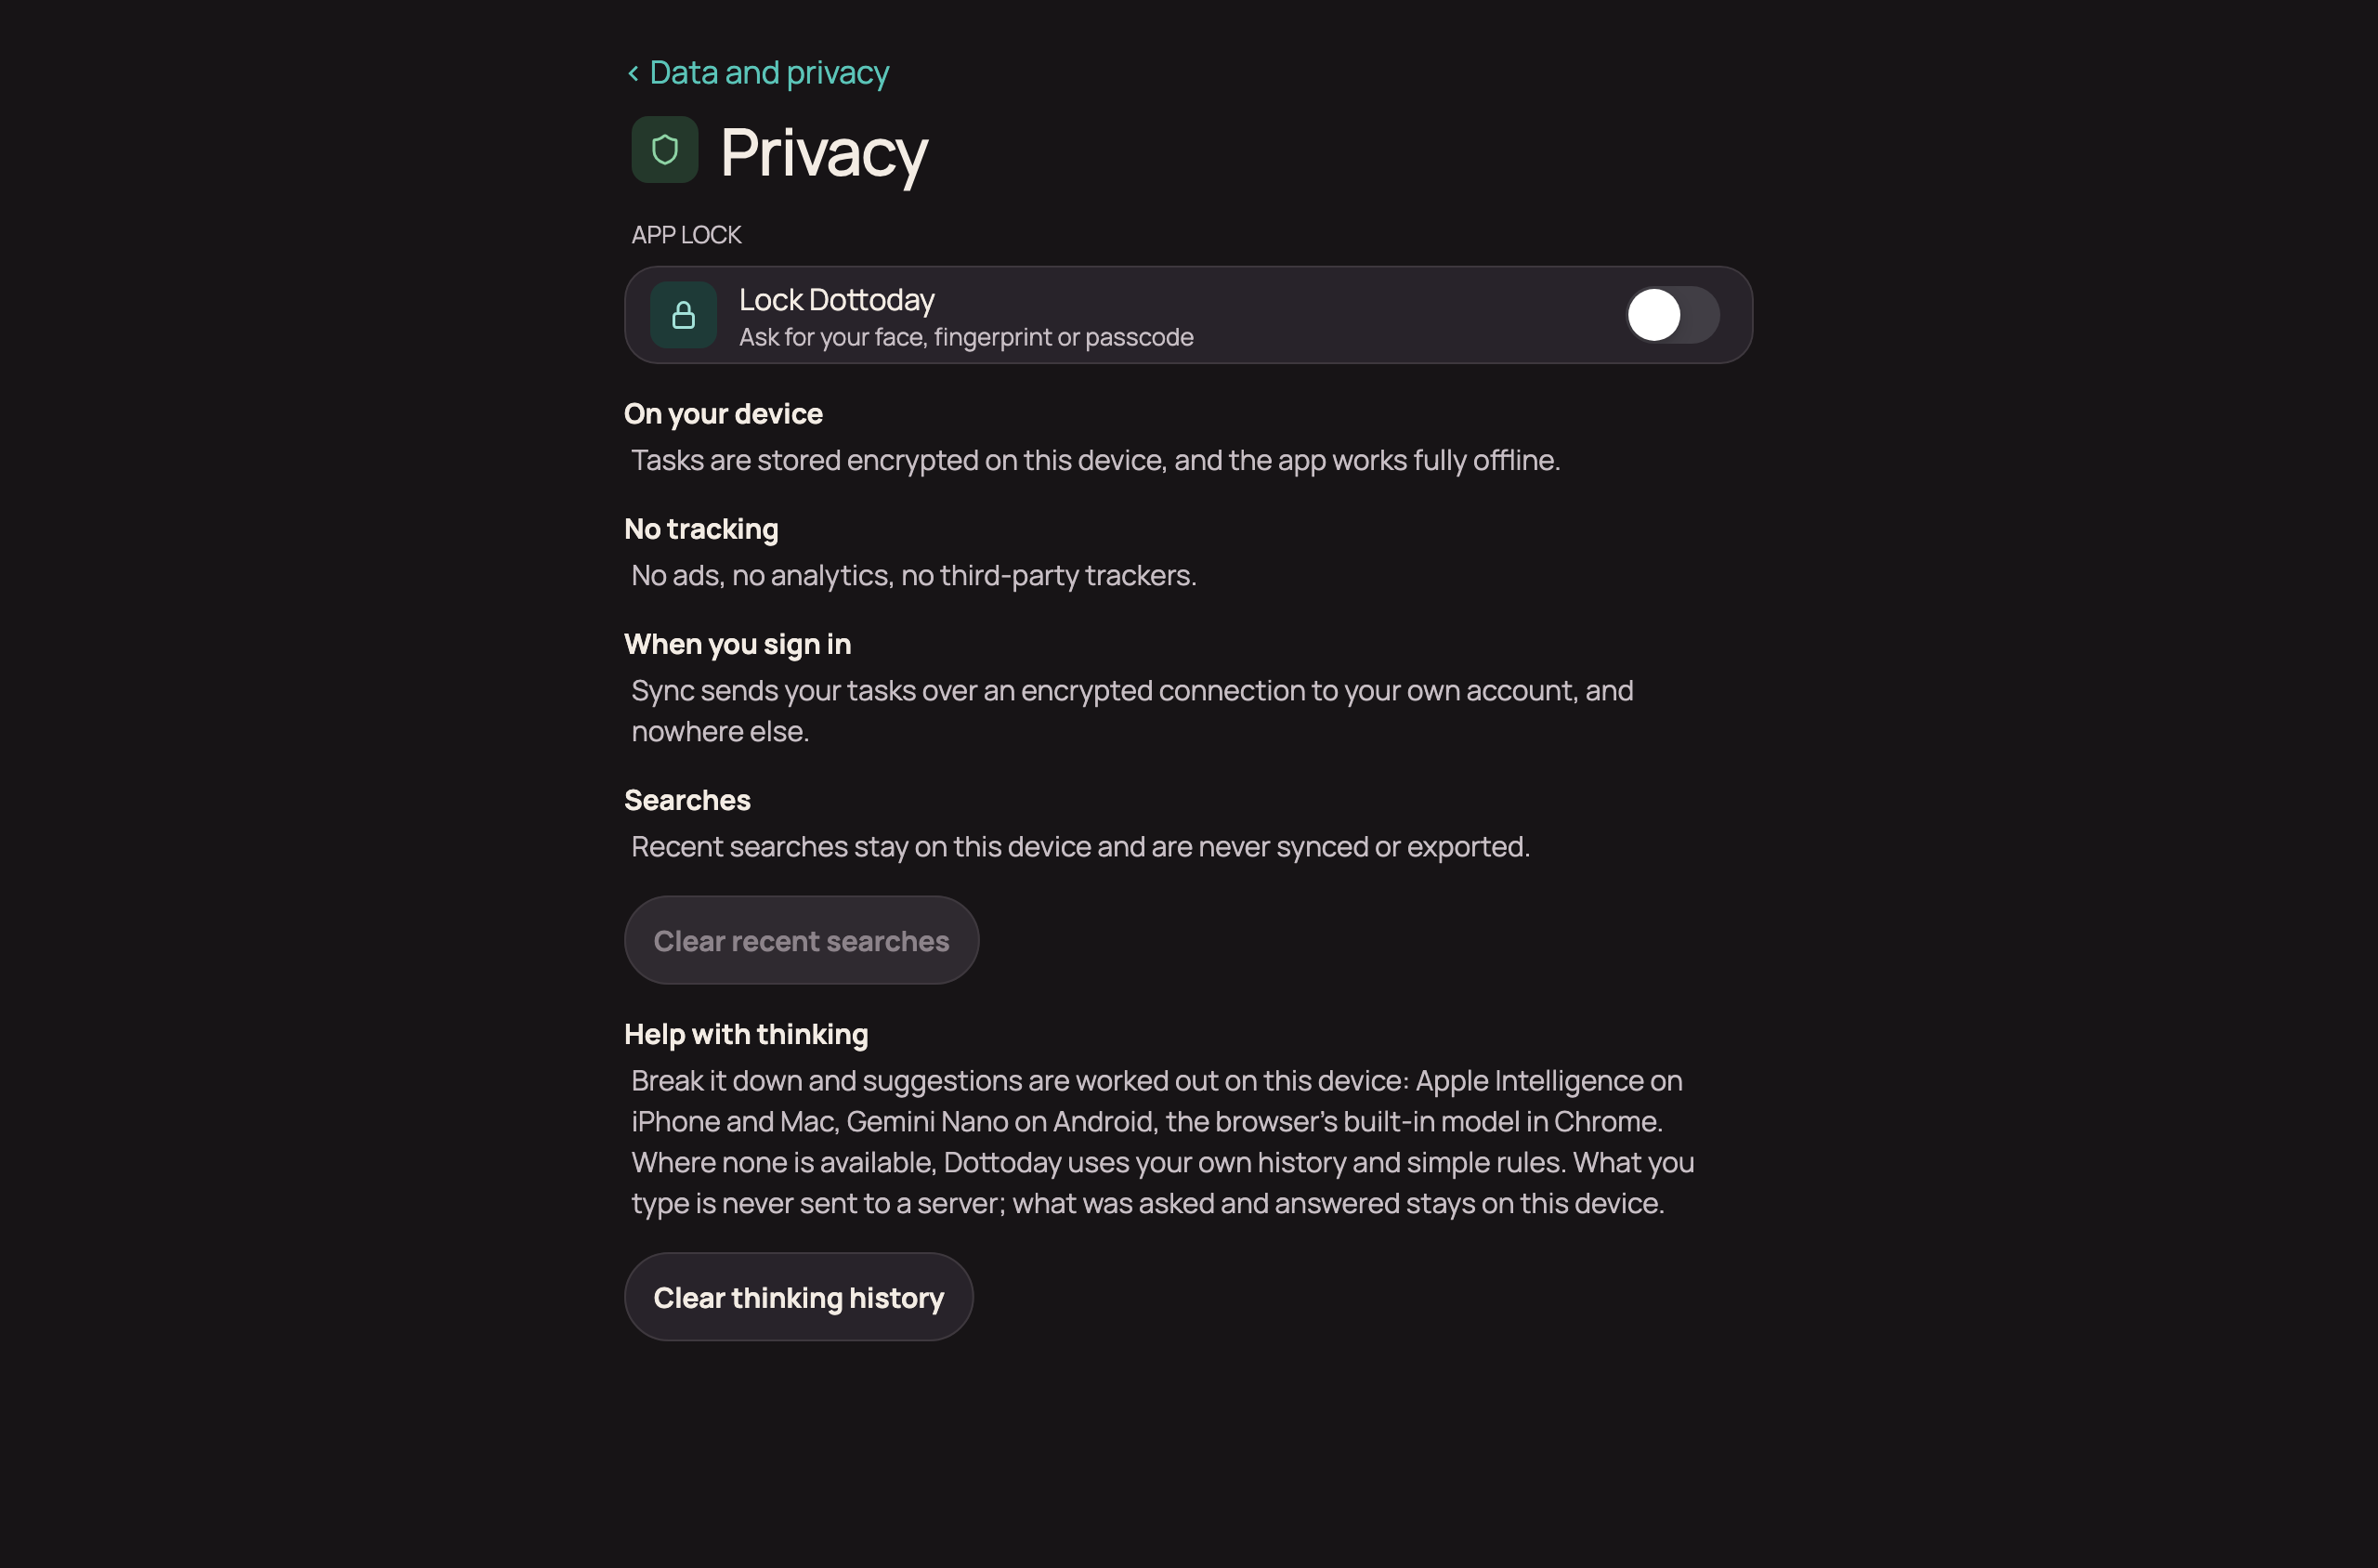 ‹ Data and privacy
Privacy
APP LOCK
Lock Dottoday
Ask for your face, fingerprint or passcode
On your device
Tasks are stored encrypted on this device, and the app works fully offline.
No tracking
No ads, no analytics, no third-party trackers.
When you sign in
Sync sends your tasks over an encrypted connection to your own account, and
nowhere else.
Searches
Recent searches stay on this device and are never synced or exported.
Clear recent searches
Help with thinking
Break it down and suggestions are worked out on this device: Apple Intelligence on
iPhone and Mac, Gemini Nano on Android, the browser’s built-in model in Chrome.
Where none is available, Dottoday uses your own history and simple rules. What you
type is never sent to a server; what was asked and answered stays on this device.
Clear thinking history